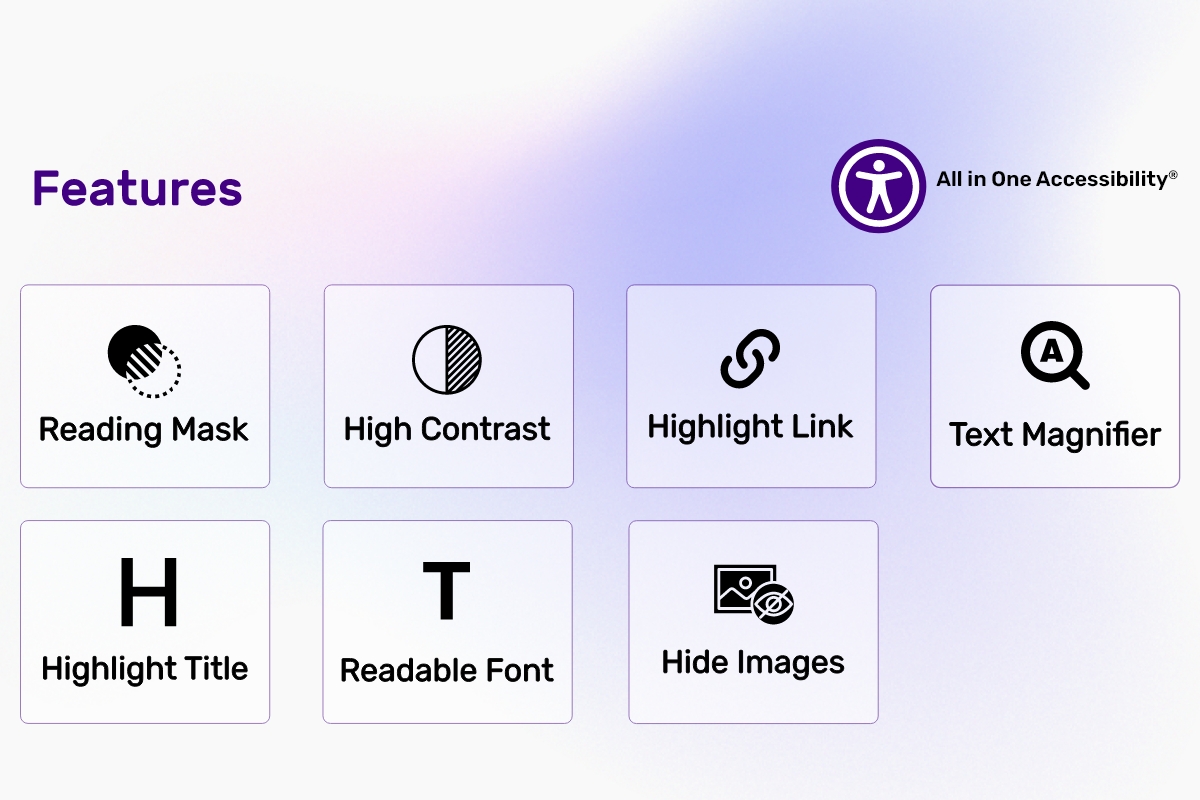 Features
All in One Accessibility®
Reading Mask
High Contrast
Highlight Link
A
Text Magnifier
H
Highlight Title
T
Readable Font
Hide Images